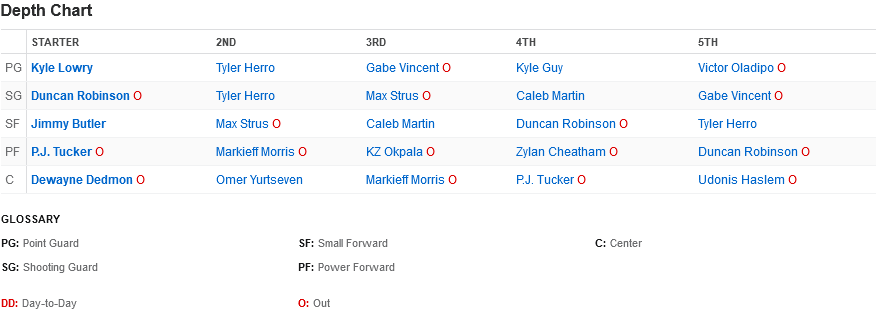 Depth Chart
STARTER 2ND 3RD 4TH 5TH
PG Kyle Lowry Tyler Herro Gabe Vincent O Kyle Guy Victor Oladipo O
SG Duncan Robinson O Tyler Herro Max Strus O Caleb Martin Gabe Vincent O
SF Jimmy Butler Max Strus O Caleb Martin Duncan Robinson O Tyler Herro
PF P.J. Tucker O Markieff Morris O KZ Okpala O Zylan Cheatham O Duncan Robinson O
C Dewayne Dedmon O Omer Yurtseven Markieff Morris O P.J. Tucker O Udonis Haslem O
GLOSSARY
PG: Point Guard SF: Small Forward C: Center
SG: Shooting Guard PF: Power Forward
DD: Day-to-Day O: Out